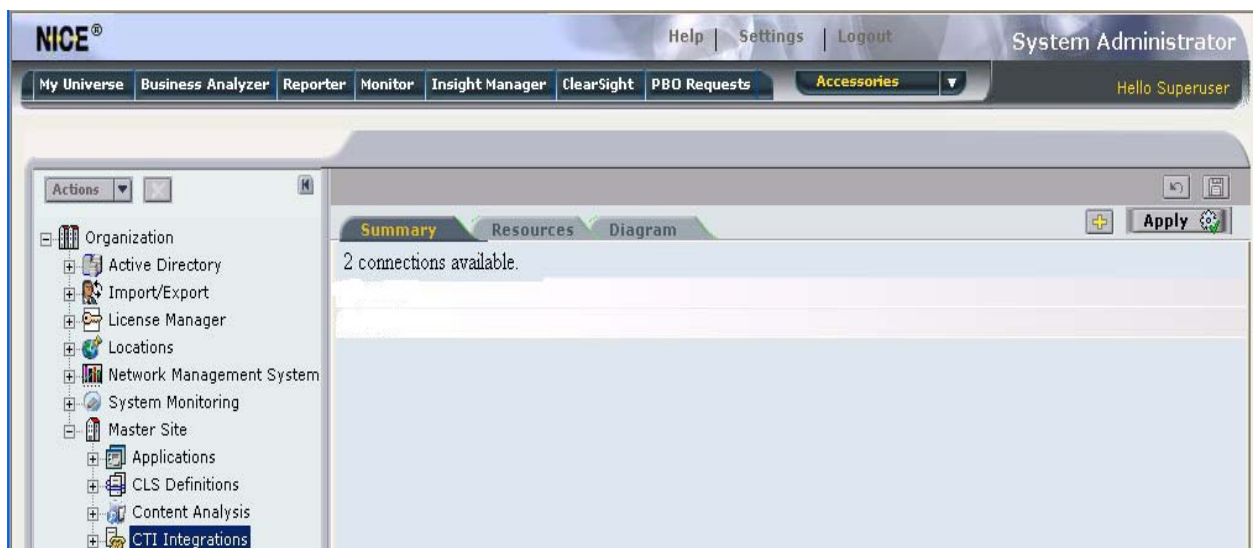 NICE®
Help | Settings | Logout
System Administrator
My Universe Business Analyzer Reporter Monitor Insight Manager ClearSight PBO Requests Accessories
Hello Superuser
Actions
Summary Resources Diagram
Apply
2 connections available.
Organization
Active Directory
Import/Export
License Manager
Locations
Network Management System
System Monitoring
Master Site
Applications
CLS Definitions
Content Analysis
CTI Integrations